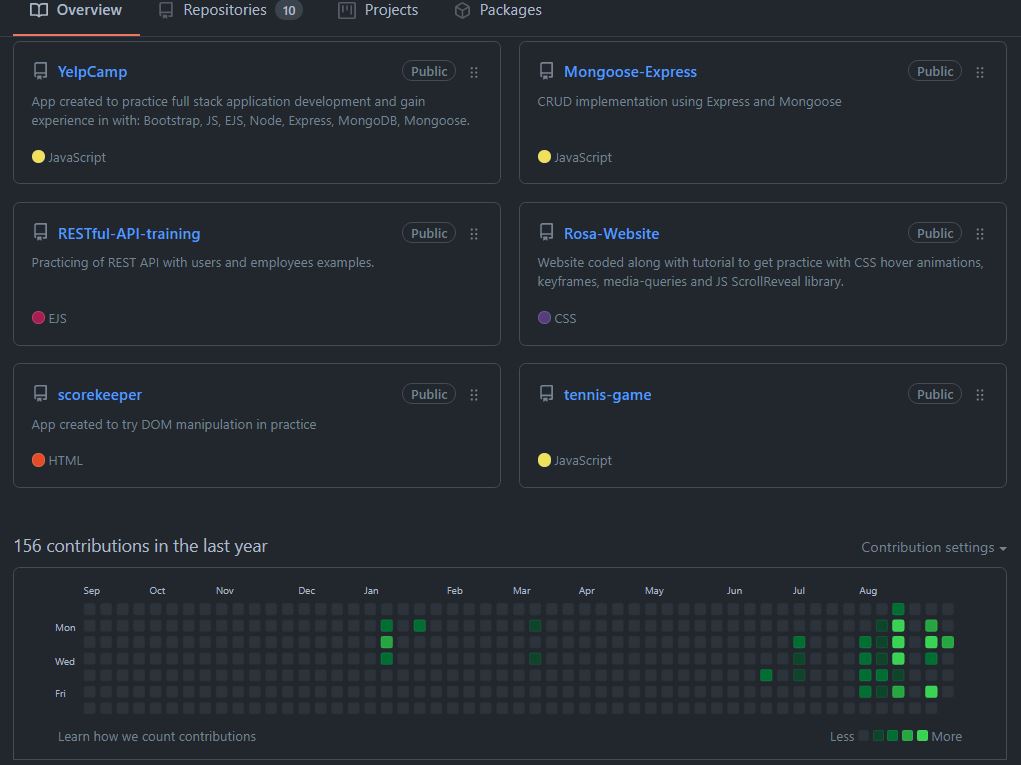 Overview Repositories 10 Projects Packages
YelpCamp Public
App created to practice full stack application development and gain
experience in with: Bootstrap, JS, EJS, Node, Express, MongoDB, Mongoose.
JavaScript
Mongoose-Express Public
CRUD implementation using Express and Mongoose
JavaScript
RESTful-API-training Public
Practicing of REST API with users and employees examples.
EJS
Rosa-Website Public
Website coded along with tutorial to get practice with CSS hover animations,
keyframes, media-queries and JS ScrollReveal library.
CSS
scorekeeper Public
App created to try DOM manipulation in practice
HTML
tennis-game Public
JavaScript
156 contributions in the last year Contribution settings
Sep Oct Nov Dec Jan Feb Mar Apr May Jun Jul Aug
Mon
Wed
Fri
Learn how we count contributions Less More